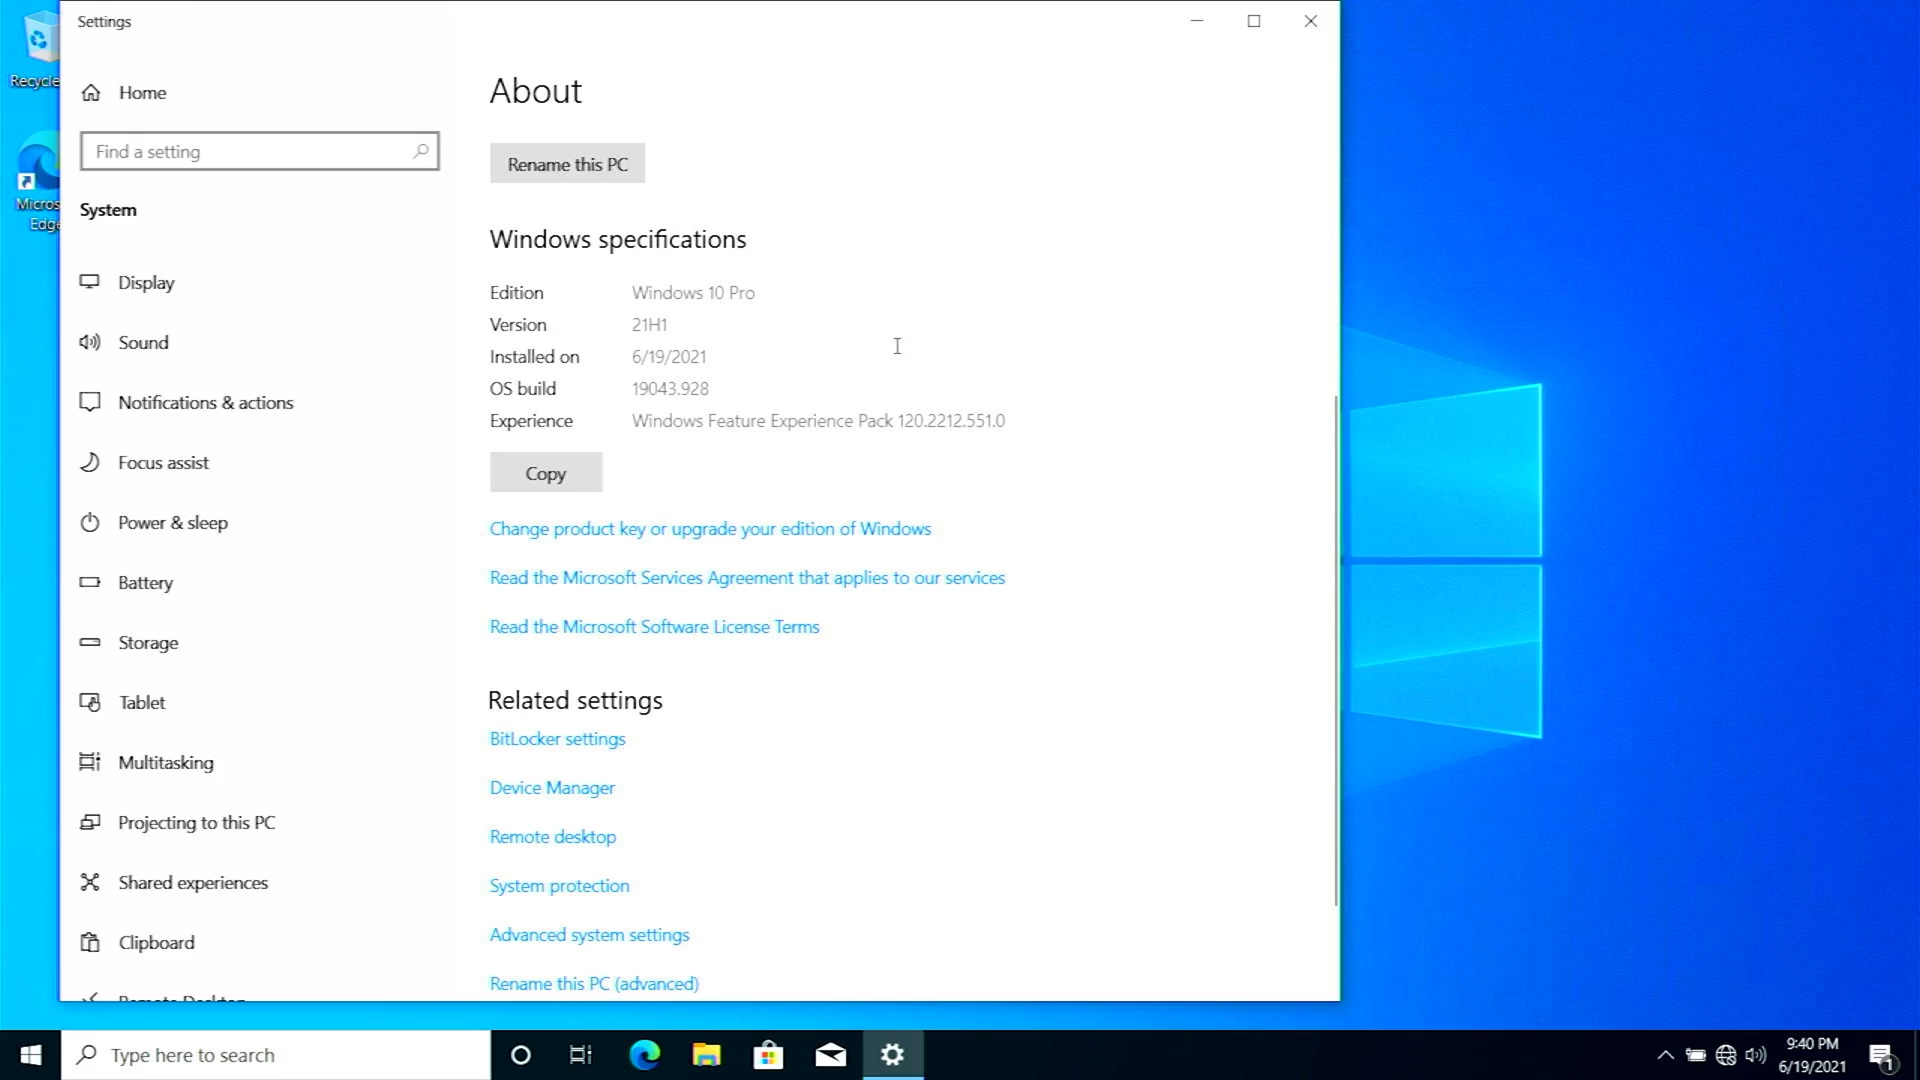 Settings
Recycle
Micros
Edge
Home
Find a setting
System
Display
Sound
Notifications & actions
Focus assist
Power & sleep
Battery
Storage
Tablet
Multitasking
Projecting to this PC
Shared experiences
Clipboard
Remote Desktop
About
Rename this PC
Windows specifications
Edition Windows 10 Pro
Version 21H1
Installed on 6/19/2021
OS build 19043.928
Experience Windows Feature Experience Pack 120.2212.551.0
Copy
Change product key or upgrade your edition of Windows
Read the Microsoft Services Agreement that applies to our services
Read the Microsoft Software License Terms
Related settings
BitLocker settings
Device Manager
Remote desktop
System protection
Advanced system settings
Rename this PC (advanced)
Type here to search
9:40 PM
6/19/2021
1